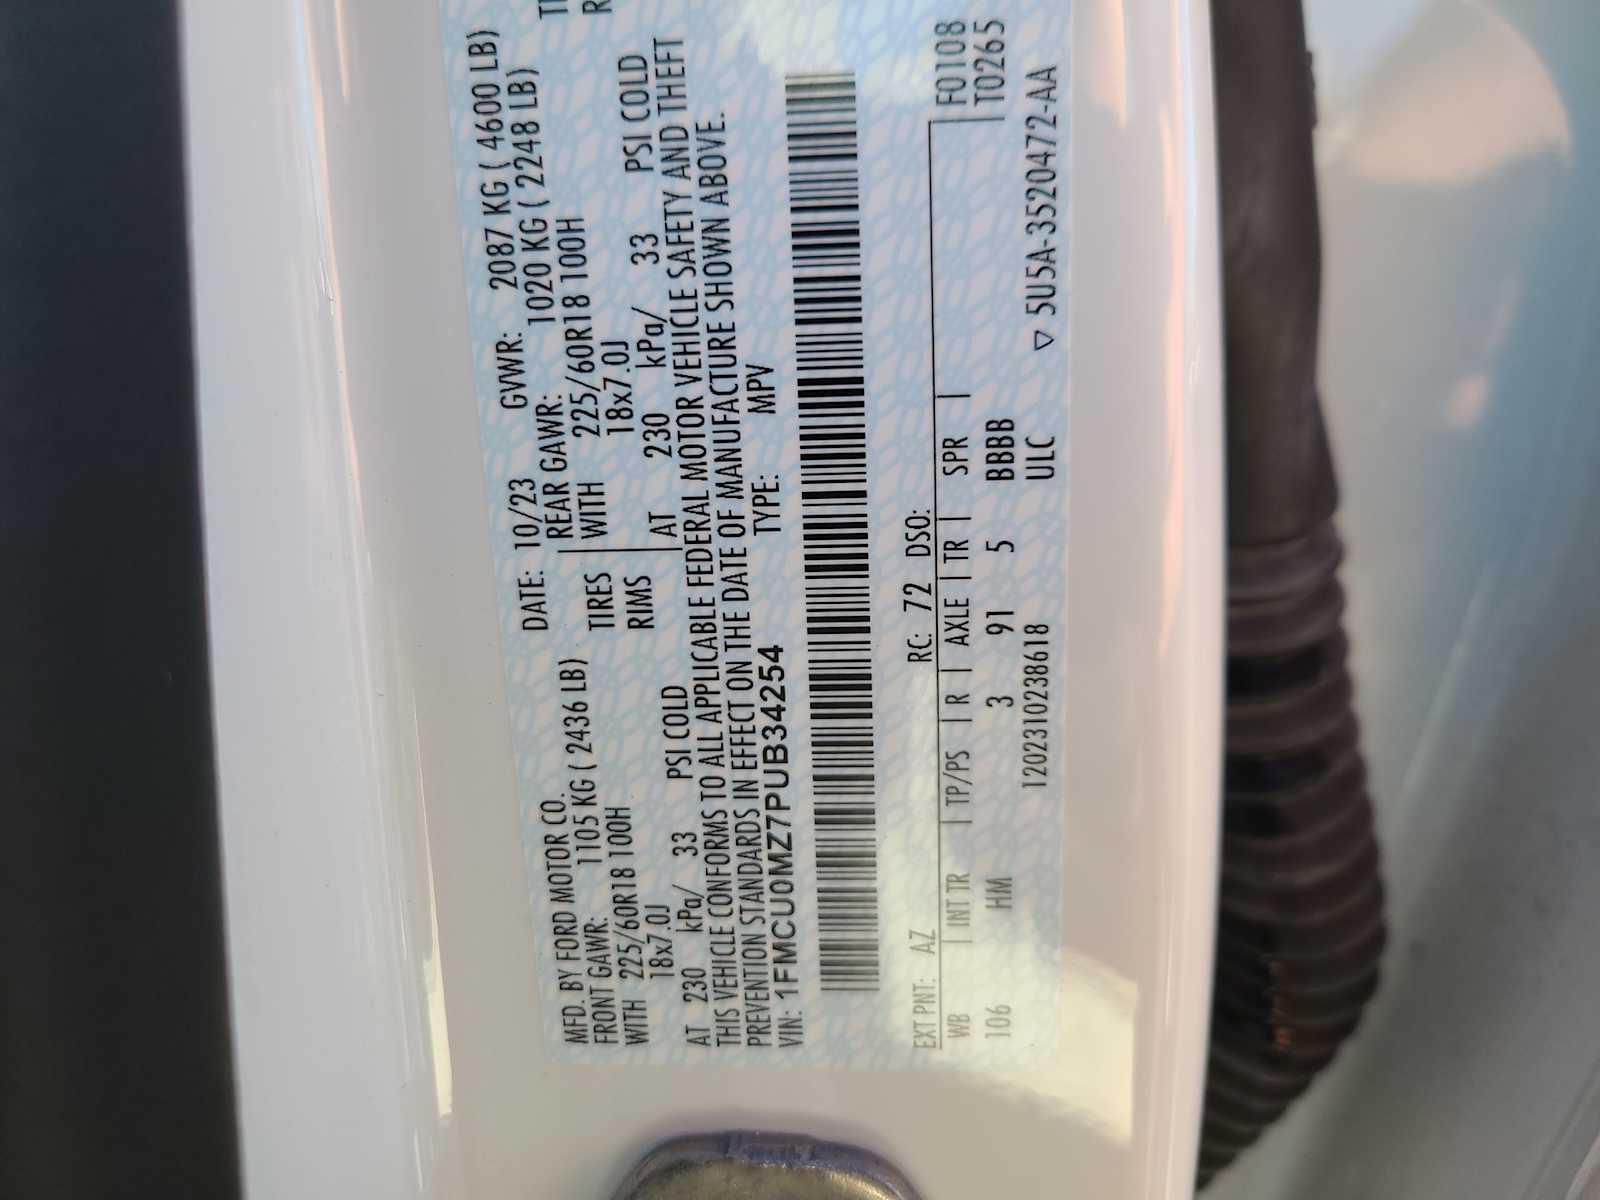 MFD. BY FORD MOTOR CO.
DATE: 10/23 GVWR: 2087 KG ( 4600 LB)
FRONT GAWR: 1105 KG ( 2436 LB) REAR GAWR: 1020 KG ( 2248 LB)
WITH 225/60R18 100H TIRES WITH 225/60R18 100H
18x7.0J RIMS 18x7.0J
AT 230 kPa/ 33 PSI COLD AT 230 kPa/ 33 PSI COLD
THIS VEHICLE CONFORMS TO ALL APPLICABLE FEDERAL MOTOR VEHICLE SAFETY AND THEFT
PREVENTION STANDARDS IN EFFECT ON THE DATE OF MANUFACTURE SHOWN ABOVE.
VIN: 1FMCU0MZ7PUB34254 TYPE: MPV
EXT PNT: AZ RC: 72 DSO: F0108
WB INT TR TP/PS R AXLE TR SPR T0265
106 HM 3 91 5 BBBB
1202310238618 ULC ▽ 5U5A-3520472-AA